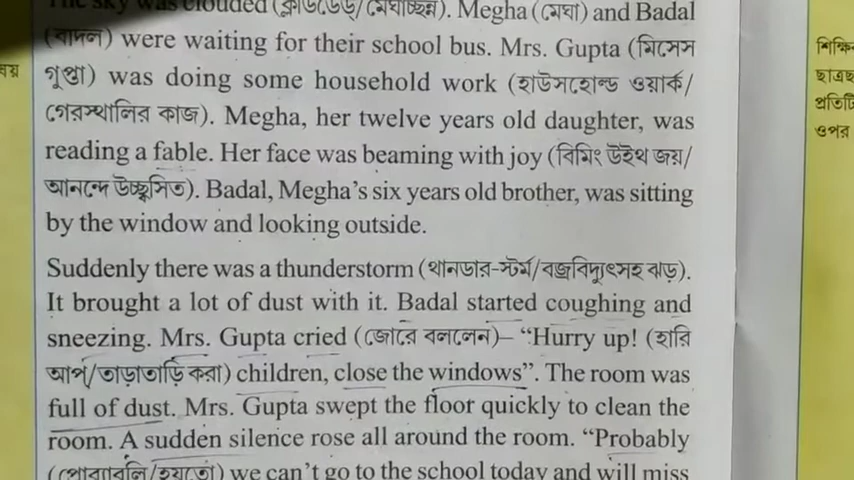 The sky was clouded (ক্লাউডেড্/মেঘাচ্ছন্ন). Megha (মেঘা) and Badal
(বাদল) were waiting for their school bus. Mrs. Gupta (মিসেস
গুপ্তা) was doing some household work (হাউসহোল্ড ওয়ার্ক/
গেরস্থালির কাজ). Megha, her twelve years old daughter, was
reading a fable. Her face was beaming with joy (বিমিং উইথ জয়/
আনন্দে উচ্ছ্বসিত). Badal, Megha's six years old brother, was sitting
by the window and looking outside.
Suddenly there was a thunderstorm (থানডার-স্টর্ম/বজ্রবিদ্যুৎসহ ঝড়).
It brought a lot of dust with it. Badal started coughing and
sneezing. Mrs. Gupta cried (জোরে বললেন)– "Hurry up! (হারি
আপ্/তাড়াতাড়ি করা) children, close the windows". The room was
full of dust. Mrs. Gupta swept the floor quickly to clean the
room. A sudden silence rose all around the room. "Probably
(প্রোব্যাবলি/হয়তো) we can't go to the school today and will miss
ছাত্রছ
প্রতিটি
ওপর